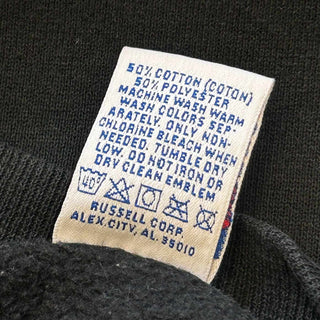 50% COTTON (COTON)
50% POLYESTER
MACHINE WASH WARM
WASH COLORS SEP-
ARATELY. ONLY NON-
CHLORINE BLEACH WHEN
NEEDED. TUMBLE DRY
LOW. DO NOT IRON OR
DRY CLEAN EMBLEM
40°
RUSSELL CORP.
ALEX.CITY, AL. 35010